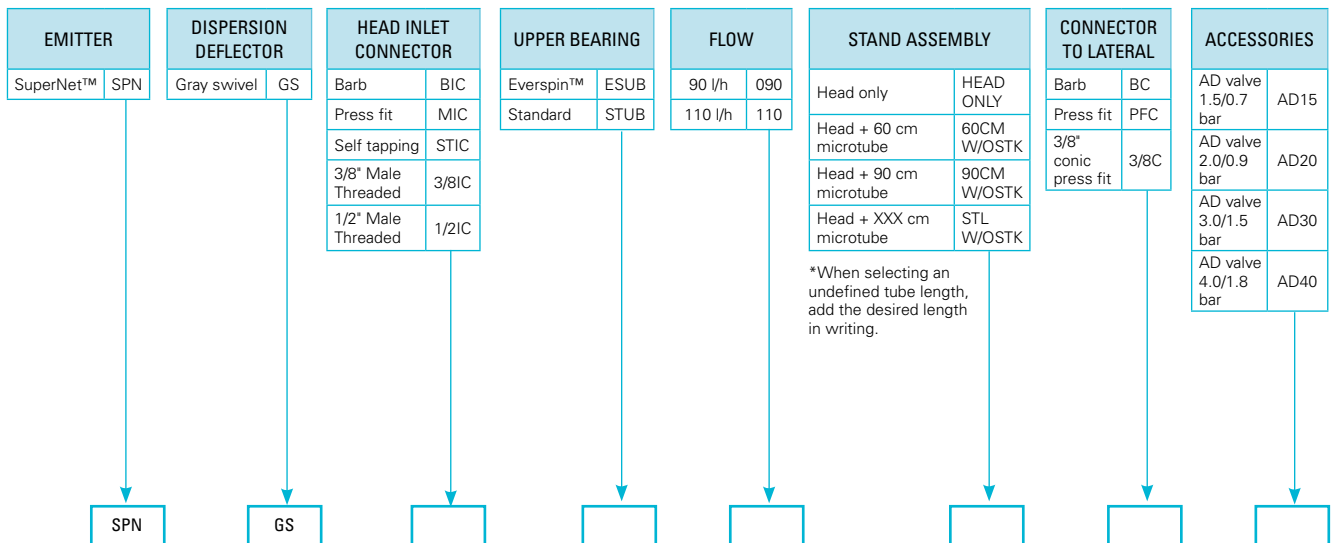 EMITTER
SuperNet™ SPN
DISPERSION
DEFLECTOR
Gray swivel GS
HEAD INLET
CONNECTOR
Barb BIC
Press fit MIC
Self tapping STIC
3/8" Male
Threaded
3/8IC
1/2" Male
Threaded
1/2IC
UPPER BEARING
Everspin™ ESUB
Standard STUB
FLOW
90 l/h 090
110 l/h 110
STAND ASSEMBLY
Head only
HEAD
ONLY
Head + 60 cm
microtube
60CM
W/OSTK
Head + 90 cm
microtube
90CM
W/OSTK
Head + XXX cm
microtube
STL
W/OSTK
*When selecting an
undefined tube length,
add the desired length
in writing.
CONNECTOR
TO LATERAL
Barb BC
Press fit PFC
3/8"
conic
press fit
3/8C
ACCESSORIES
AD valve
1.5/0.7
bar
AD15
AD valve
2.0/0.9
bar
AD20
AD valve
3.0/1.5
bar
AD30
AD valve
4.0/1.8
bar
AD40
SPN
GS